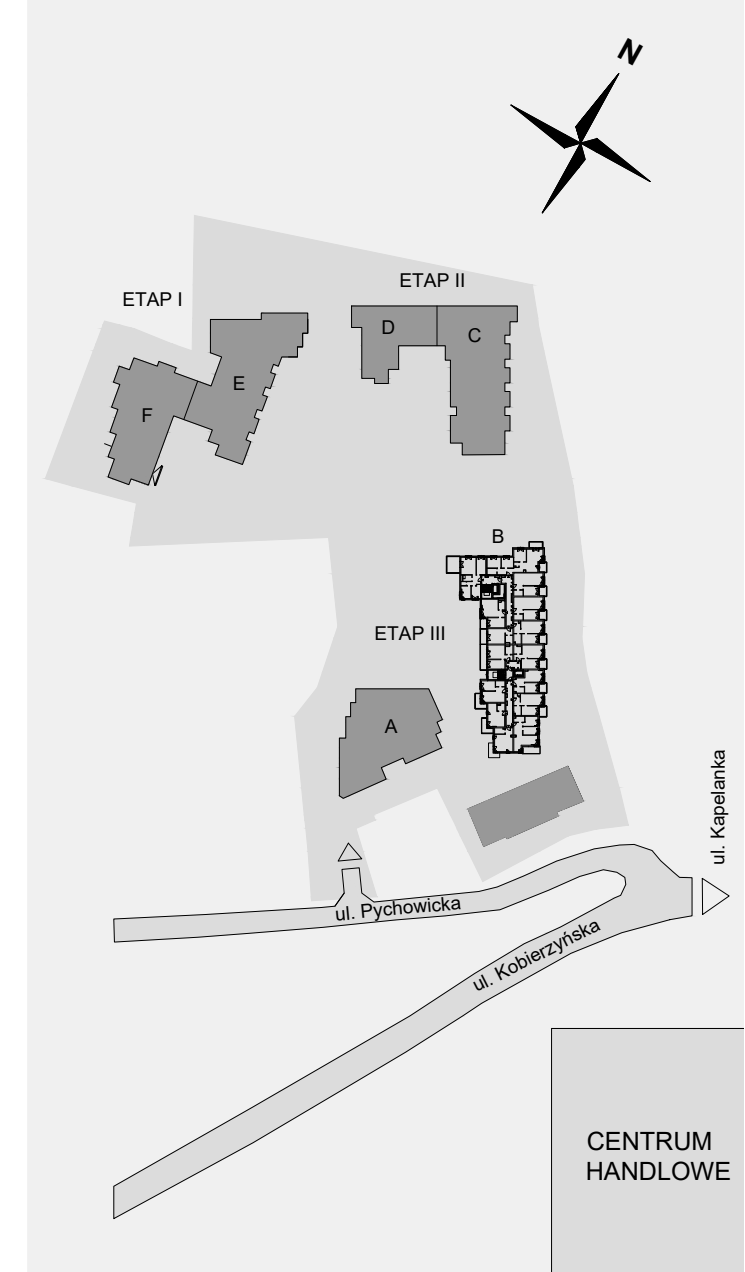 N
ETAP II
ETAP I
D
C
E
F
B
ETAP III
A
ul. Kapelanka
ul. Pychowicka
ul. Kobierzyńska
CENTRUM
HANDLOWE